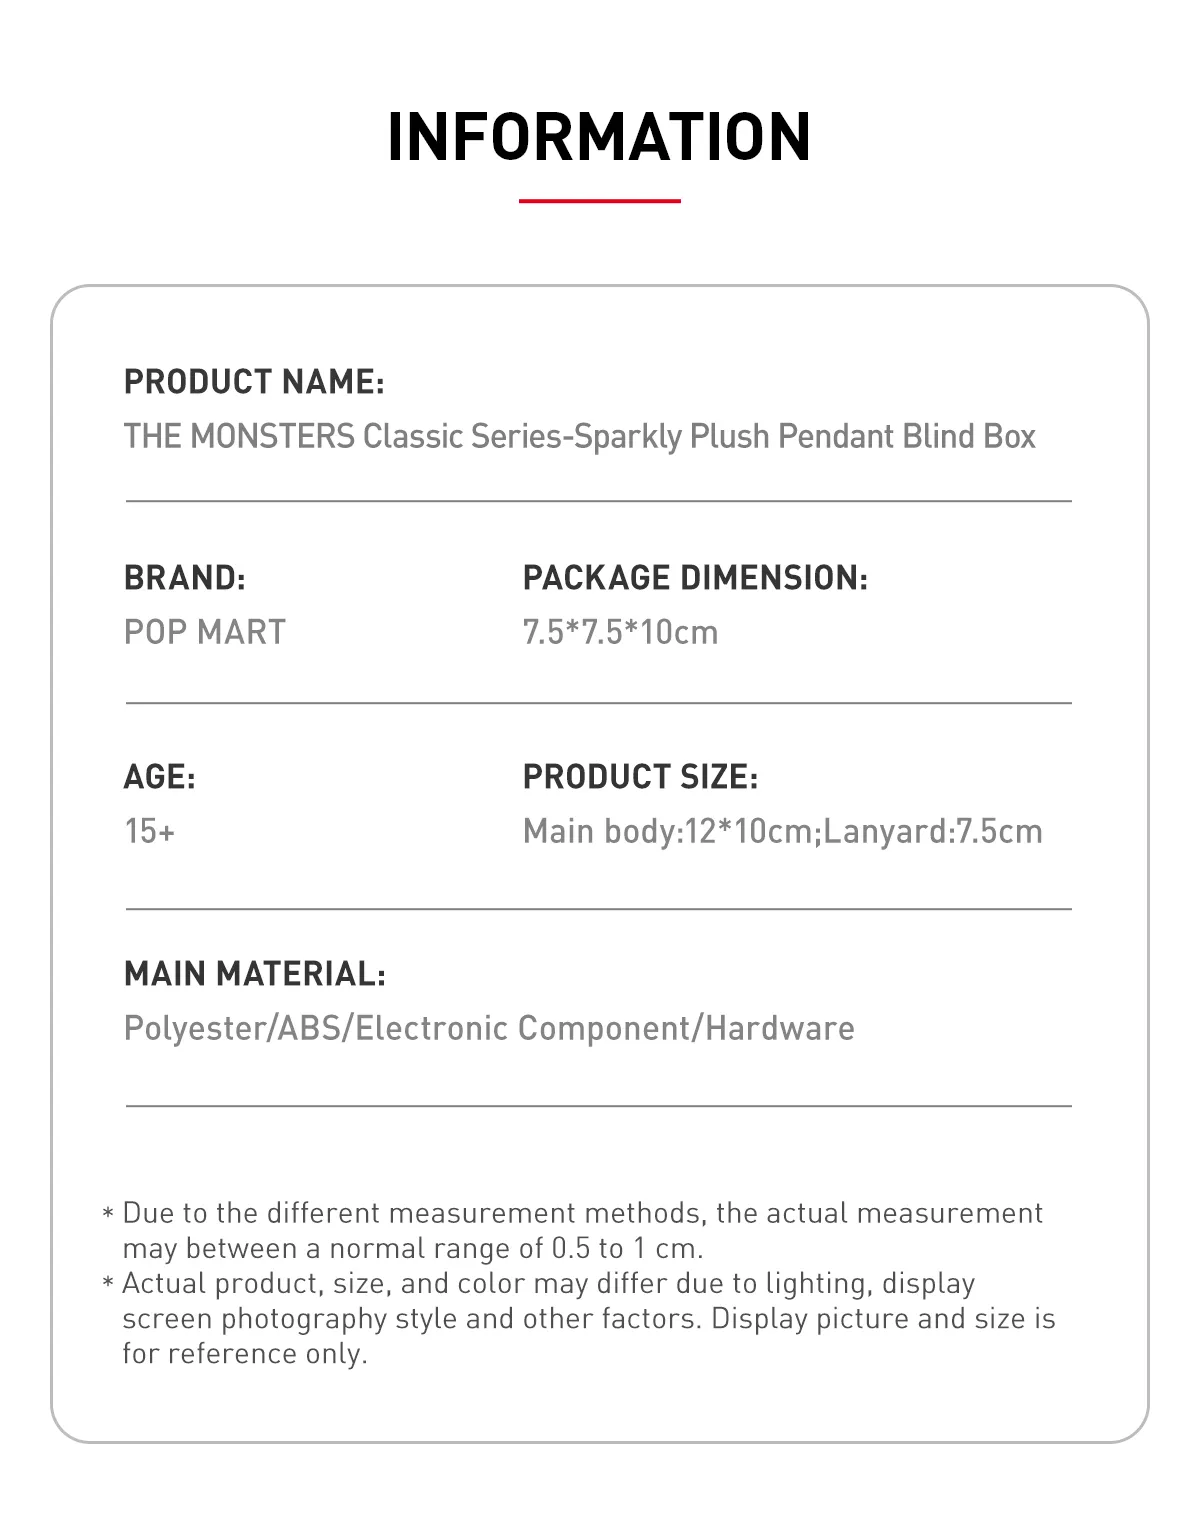 INFORMATION
PRODUCT NAME:
THE MONSTERS Classic Series-Sparkly Plush Pendant Blind Box
BRAND:
POP MART
PACKAGE DIMENSION:
7.5*7.5*10cm
AGE:
15+
PRODUCT SIZE:
Main body:12*10cm;Lanyard:7.5cm
MAIN MATERIAL:
Polyester/ABS/Electronic Component/Hardware
* Due to the different measurement methods, the actual measurement
may between a normal range of 0.5 to 1 cm.
* Actual product, size, and color may differ due to lighting, display
screen photography style and other factors. Display picture and size is
for reference only.